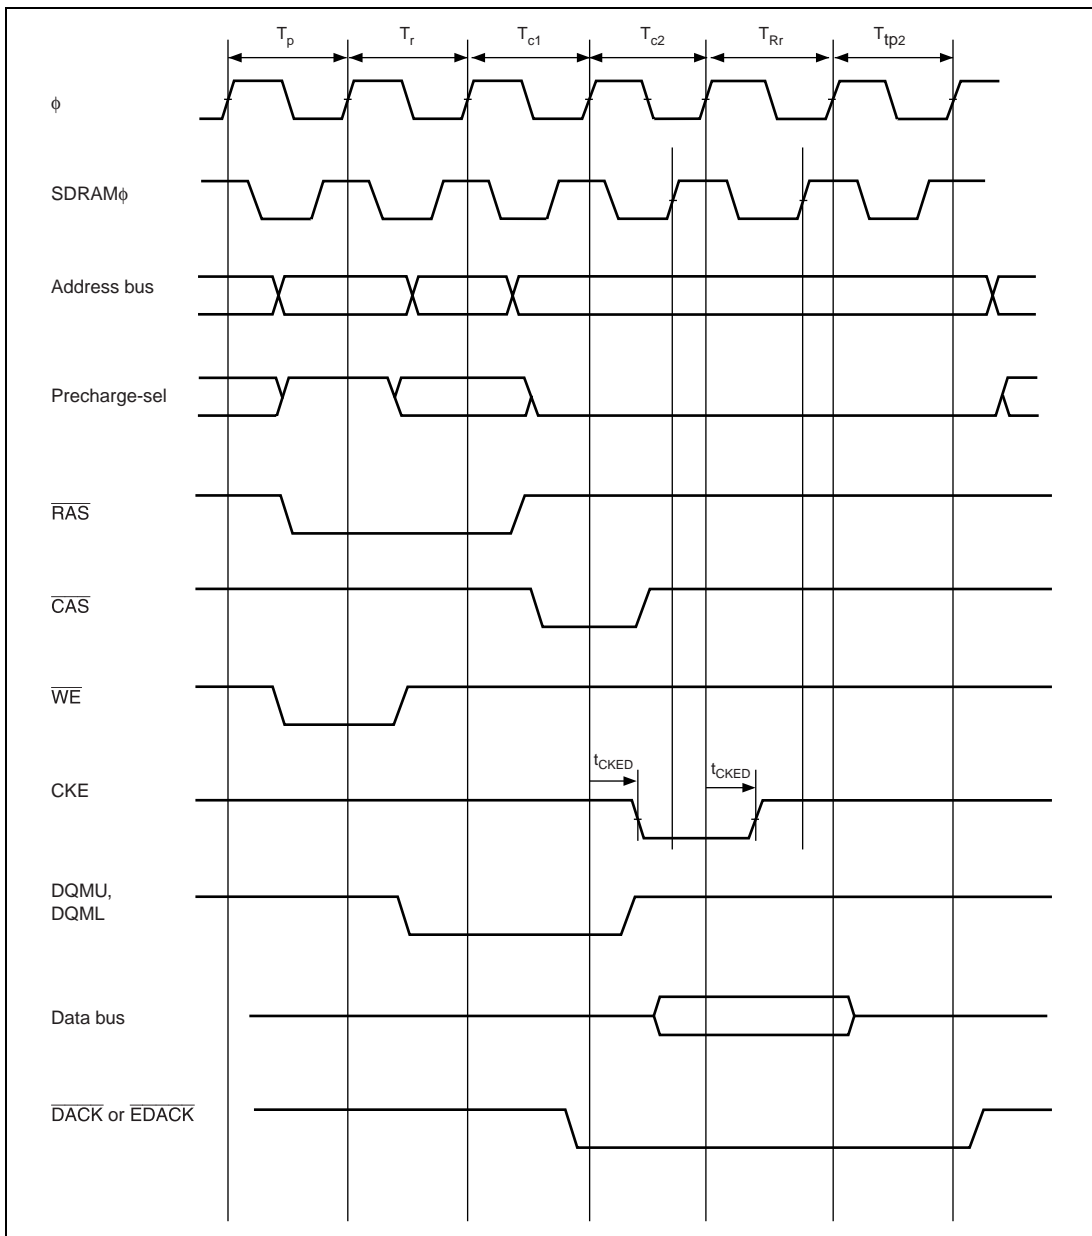 Tp Tr Tc1 Tc2 TRr Ttp2
ϕ
SDRAMϕ
Address bus
Precharge-sel
RAS
CAS
WE
tCKED tCKED
CKE
DQMU,
DQML
Data bus
DACK or EDACK